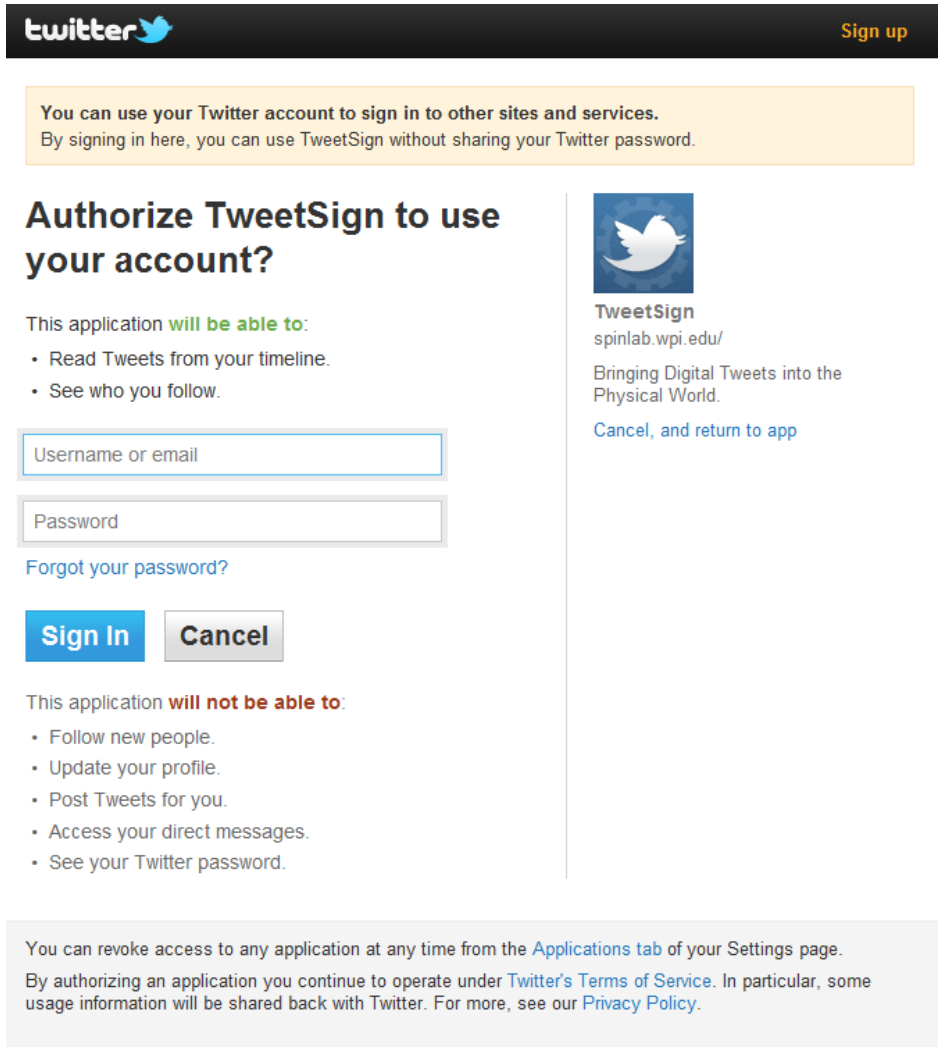 twitter
Sign up
You can use your Twitter account to sign in to other sites and services.
By signing in here, you can use TweetSign without sharing your Twitter password.
Authorize TweetSign to use
your account?
This application will be able to:
• Read Tweets from your timeline.
• See who you follow.
Username or email
Password
Forgot your password?
Sign In
Cancel
This application will not be able to:
• Follow new people.
• Update your profile.
• Post Tweets for you.
• Access your direct messages.
• See your Twitter password.
TweetSign
spinlab.wpi.edu/
Bringing Digital Tweets into the
Physical World.
Cancel, and return to app
You can revoke access to any application at any time from the Applications tab of your Settings page.
By authorizing an application you continue to operate under Twitter's Terms of Service. In particular, some
usage information will be shared back with Twitter. For more, see our Privacy Policy.